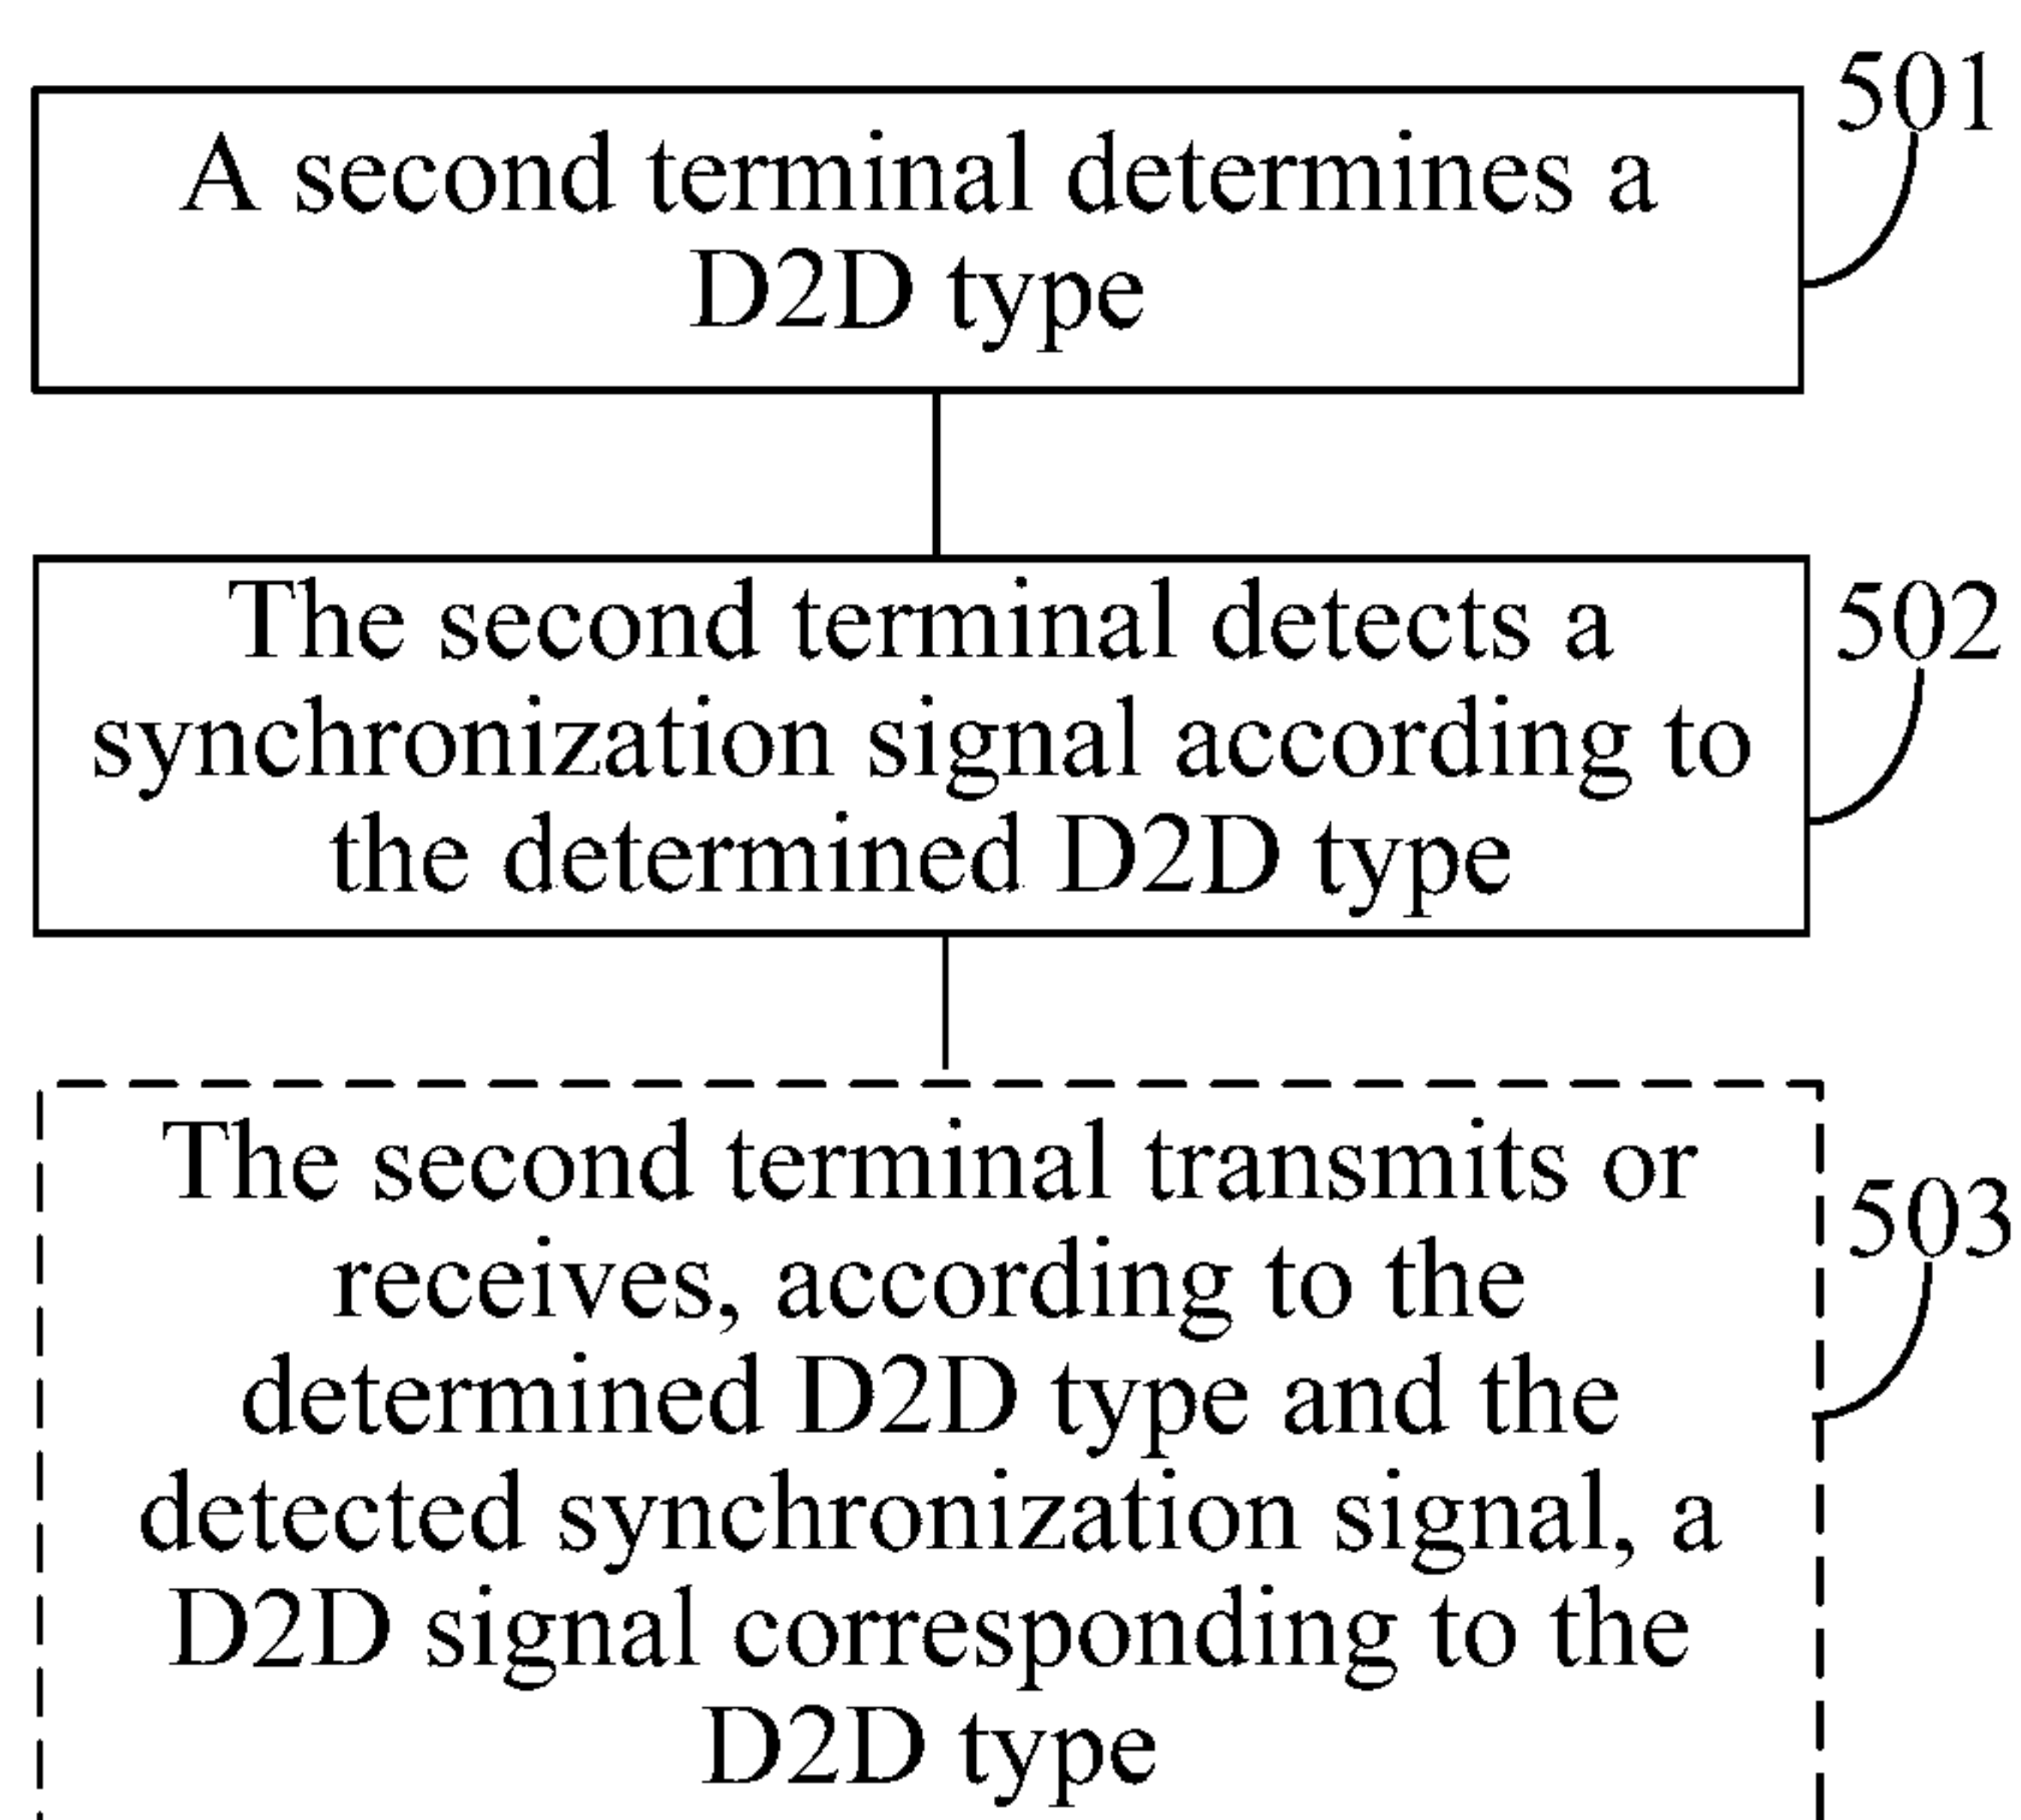 501
A second terminal determines a
D2D type
502
The second terminal detects a
synchronization signal according to
the determined D2D type
503
The second terminal transmits or
receives, according to the
determined D2D type and the
detected synchronization signal, a
D2D signal corresponding to the
D2D type